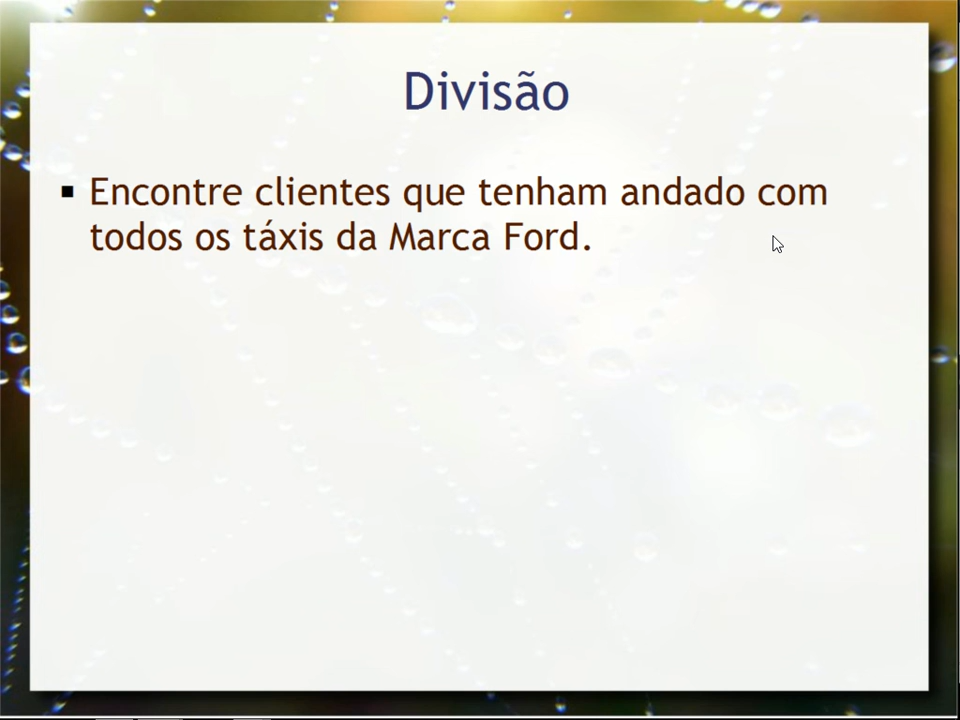 Divisão
Encontre clientes que tenham andado com
todos os táxis da Marca Ford.